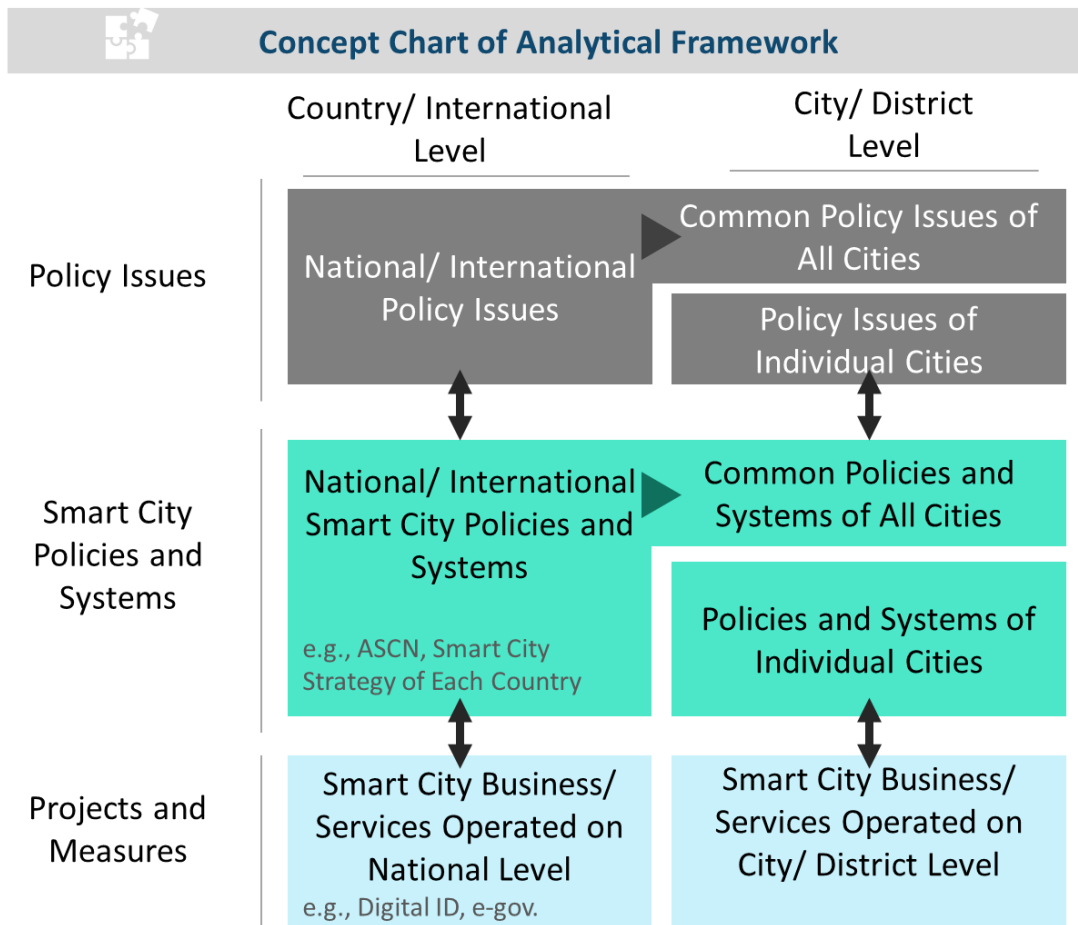 Concept Chart of Analytical Framework
Country/ International
Level
City/ District
Level
Policy Issues
National/ International
Policy Issues
Common Policy Issues of
All Cities
Policy Issues of
Individual Cities
Smart City
Policies and
Systems
National/ International
Smart City Policies and
Systems
e.g., ASCN, Smart City
Strategy of Each Country
Common Policies and
Systems of All Cities
Policies and Systems of
Individual Cities
Projects and
Measures
Smart City Business/
Services Operated on
National Level
e.g., Digital ID, e-gov.
Smart City Business/
Services Operated on
City/ District Level